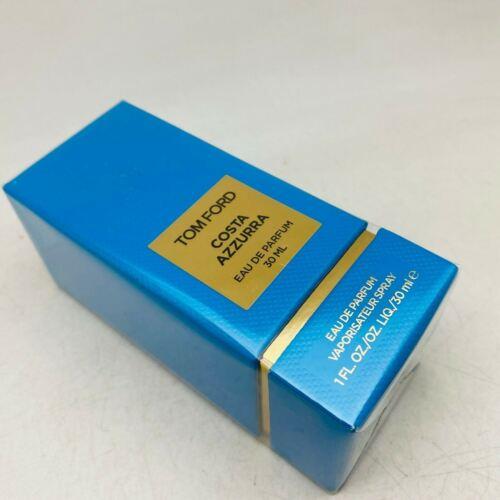 TOM FORD
COSTA
AZZURRA
EAU DE PARFUM
30 ML
EAU DE PARFUM
VAPORISATEUR SPRAY
1 FL. OZ/OZ. LIQ/30 ml ℮